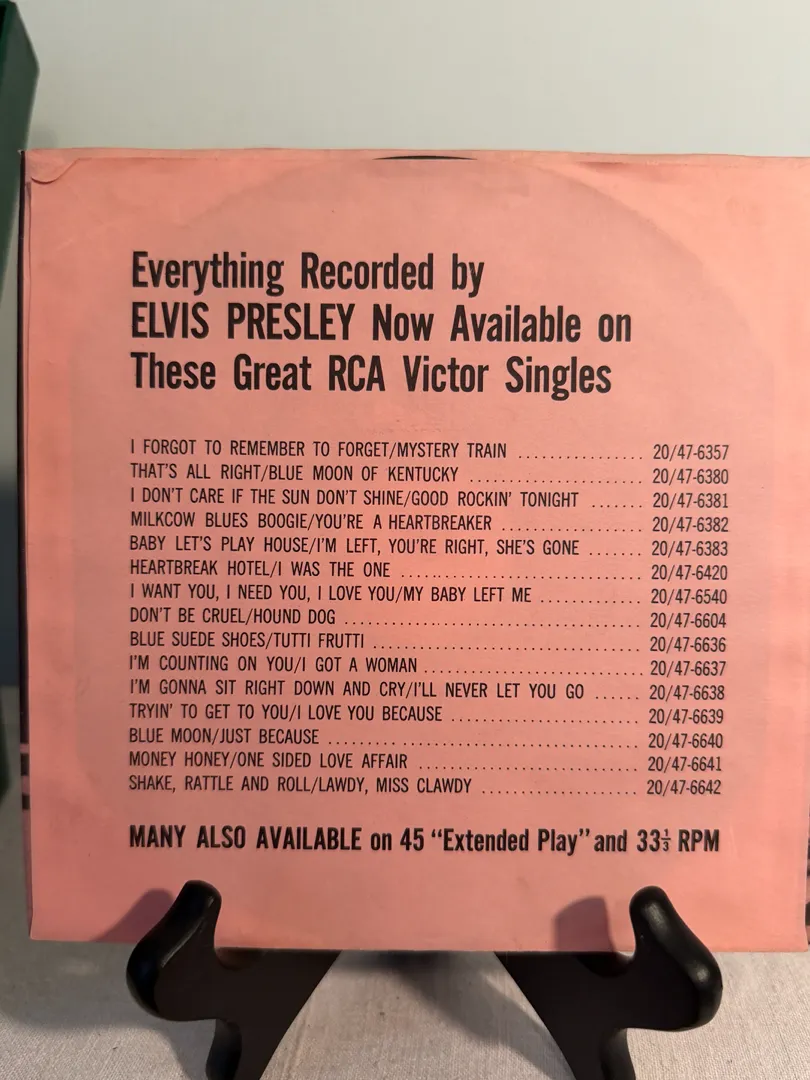 Everything Recorded by
ELVIS PRESLEY Now Available on
These Great RCA Victor Singles
I FORGOT TO REMEMBER TO FORGET/MYSTERY TRAIN ................ 20/47-6357
THAT'S ALL RIGHT/BLUE MOON OF KENTUCKY ...................... 20/47-6380
I DON'T CARE IF THE SUN DON'T SHINE/GOOD ROCKIN' TONIGHT ....... 20/47-6381
MILKCOW BLUES BOOGIE/YOU'RE A HEARTBREAKER .................. 20/47-6382
BABY LET'S PLAY HOUSE/I'M LEFT, YOU'RE RIGHT, SHE'S GONE ....... 20/47-6383
HEARTBREAK HOTEL/I WAS THE ONE .............................. 20/47-6420
I WANT YOU, I NEED YOU, I LOVE YOU/MY BABY LEFT ME ............. 20/47-6540
DON'T BE CRUEL/HOUND DOG ..................................... 20/47-6604
BLUE SUEDE SHOES/TUTTI FRUTTI ................................. 20/47-6636
I'M COUNTING ON YOU/I GOT A WOMAN ........................... 20/47-6637
I'M GONNA SIT RIGHT DOWN AND CRY/I'LL NEVER LET YOU GO ...... 20/47-6638
TRYIN' TO GET TO YOU/I LOVE YOU BECAUSE ....................... 20/47-6639
BLUE MOON/JUST BECAUSE ....................................... 20/47-6640
MONEY HONEY/ONE SIDED LOVE AFFAIR ............................ 20/47-6641
SHAKE, RATTLE AND ROLL/LAWDY, MISS CLAWDY .................... 20/47-6642
MANY ALSO AVAILABLE on 45 "Extended Play" and 33⅓ RPM